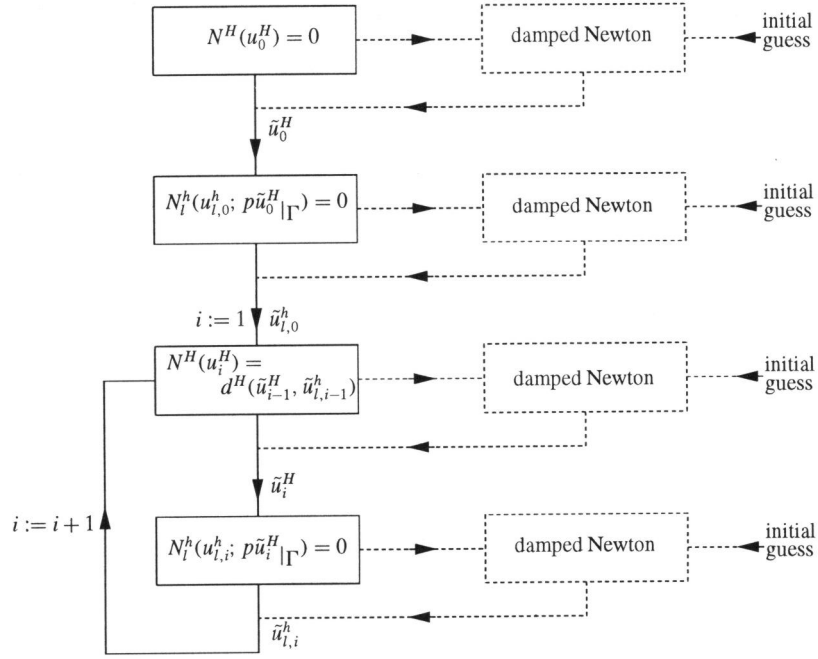 N^H(u_0^H) = 0
damped Newton
initial
guess
ũ_0^H
N_l^h(u_{l,0}^h; pũ_0^H|_Γ) = 0
damped Newton
initial
guess
i := 1
ũ_{l,0}^h
N^H(u_i^H) =
d^H(ũ_{i-1}^H, ũ_{l,i-1}^h)
damped Newton
initial
guess
ũ_i^H
i := i + 1
N_l^h(u_{l,i}^h; pũ_i^H|_Γ) = 0
damped Newton
initial
guess
ũ_{l,i}^h